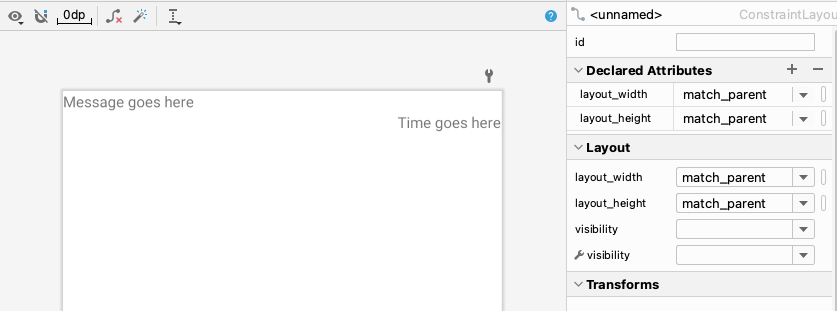 0dp
?
<unnamed>
ConstraintLayou
id
Declared Attributes
layout_width
match_parent
layout_height
match_parent
Layout
layout_width
match_parent
layout_height
match_parent
visibility
visibility
Transforms
Message goes here
Time goes here